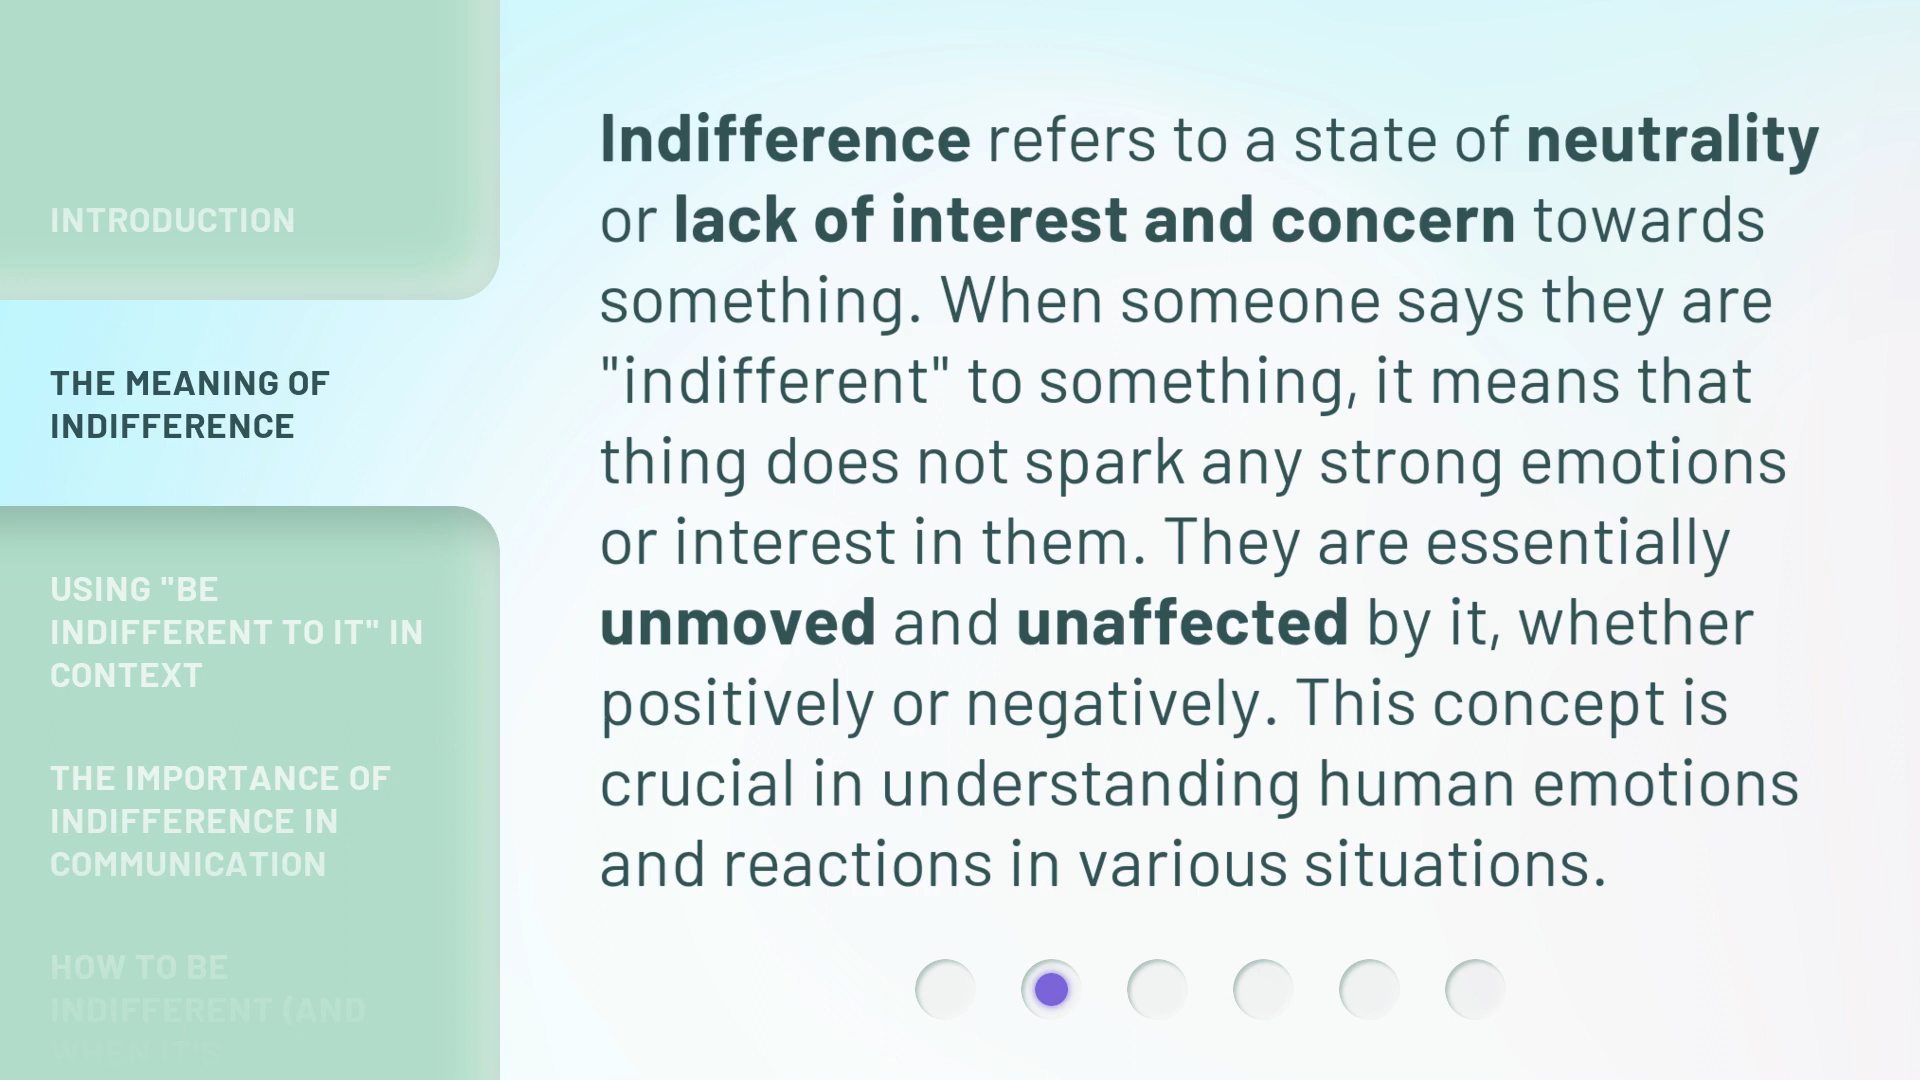 INTRODUCTION
THE MEANING OF
INDIFFERENCE
USING "BE
INDIFFERENT TO IT" IN
CONTEXT
THE IMPORTANCE OF
INDIFFERENCE IN
COMMUNICATION
HOW TO BE
INDIFFERENT (AND
WHEN IT'S
Indifference refers to a state of neutrality
or lack of interest and concern towards
something. When someone says they are
"indifferent" to something, it means that
thing does not spark any strong emotions
or interest in them. They are essentially
unmoved and unaffected by it, whether
positively or negatively. This concept is
crucial in understanding human emotions
and reactions in various situations.